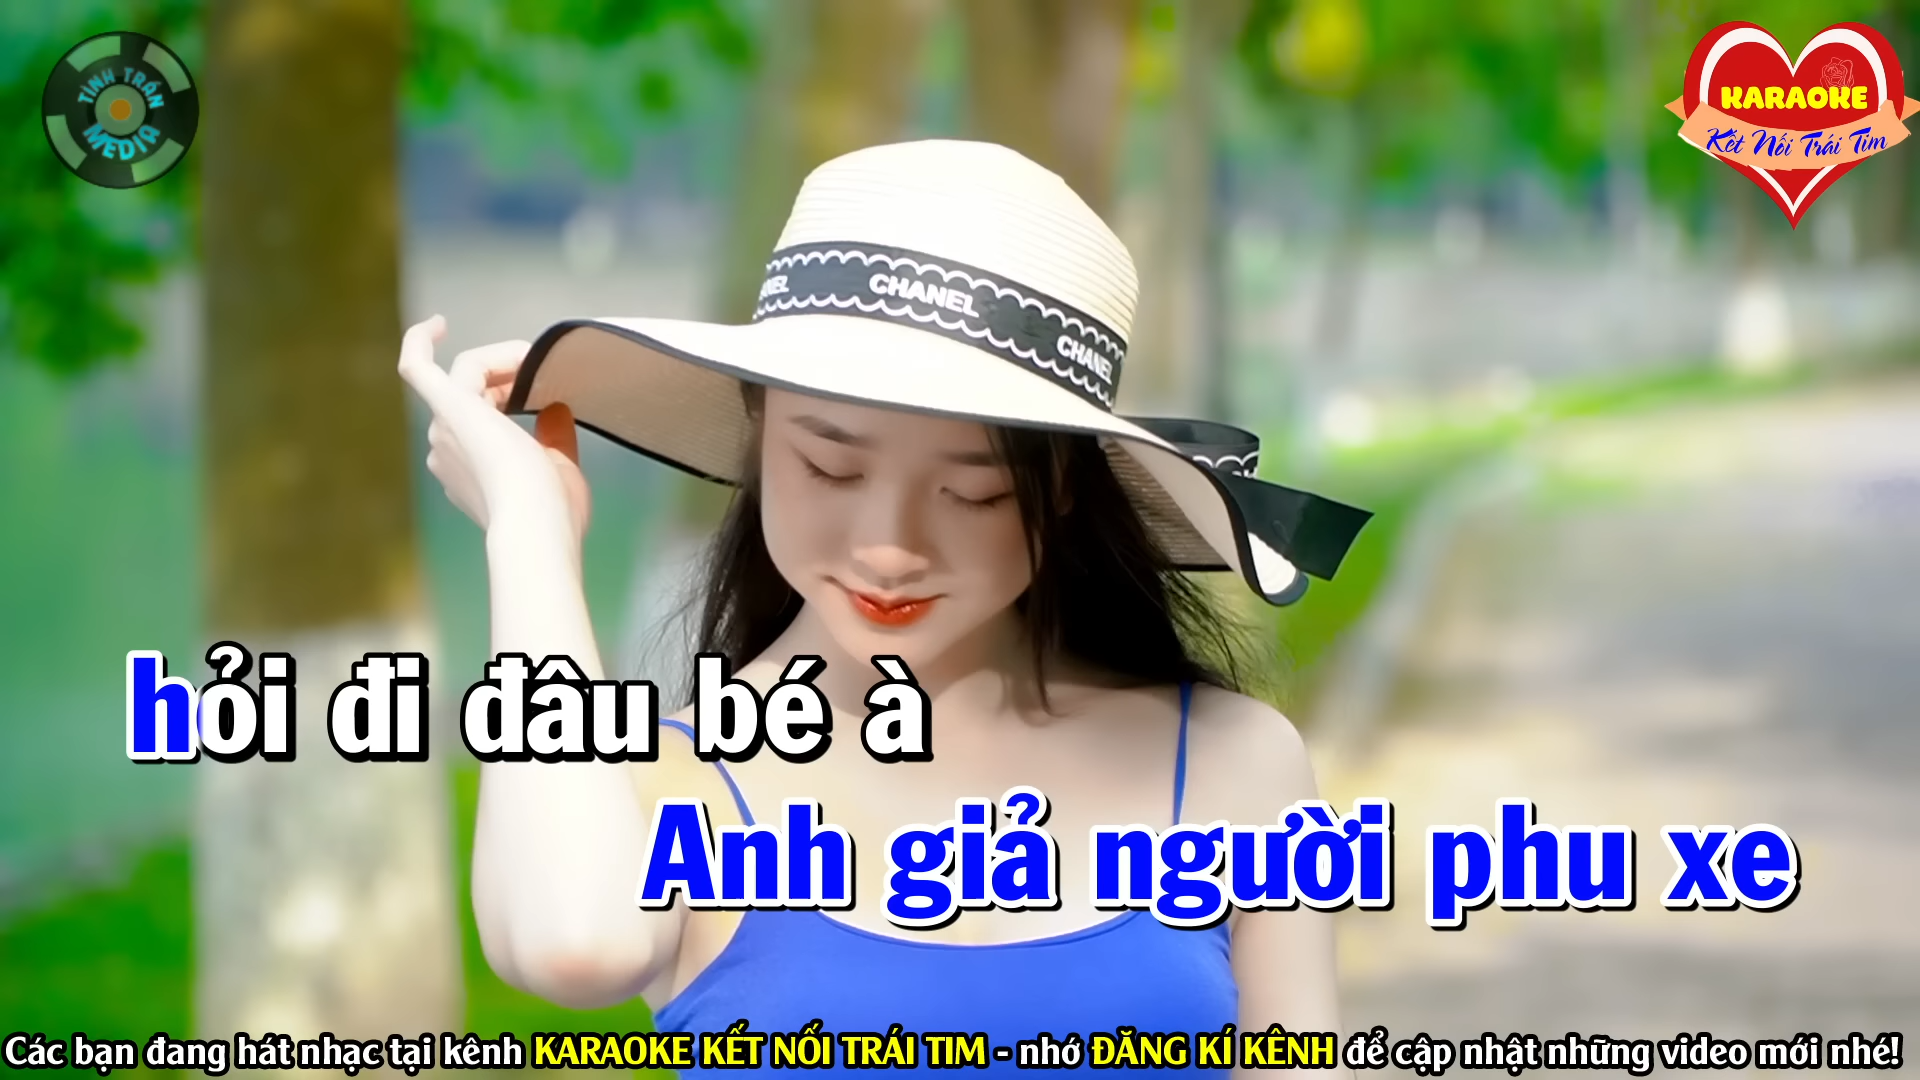 TÌNH TRẦN
MEDIA
KARAOKE
Kết Nối Trái Tim
CHANEL
CHANEL
hỏi đi đâu bé à
Anh giả người phu xe
Các bạn đang hát nhạc tại kênh KARAOKE KẾT NỐI TRÁI TIM - nhớ ĐĂNG KÍ KÊNH để cập nhật những video mới nhé!